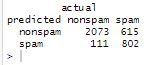 actual
predicted nonspam spam
nonspam 2073 615
spam 111 802
>